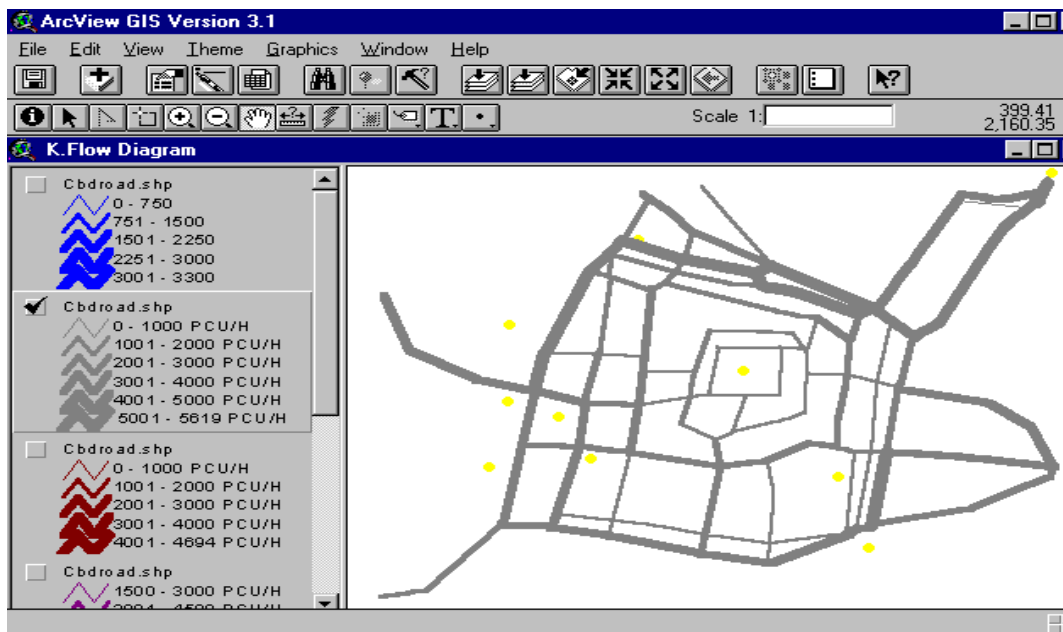 ArcView GIS Version 3.1
File Edit View Theme Graphics Window Help
Scale 1:
399.41
2,160.35
K.Flow Diagram
Cbdroad.shp
0 - 750
751 - 1500
1501 - 2250
2251 - 3000
3001 - 3300
Cbdroad.shp
0 - 1000 PCU/H
1001 - 2000 PCU/H
2001 - 3000 PCU/H
3001 - 4000 PCU/H
4001 - 5000 PCU/H
5001 - 5619 PCU/H
Cbdroad.shp
0 - 1000 PCU/H
1001 - 2000 PCU/H
2001 - 3000 PCU/H
3001 - 4000 PCU/H
4001 - 4694 PCU/H
Cbdroad.shp
1500 - 3000 PCU/H